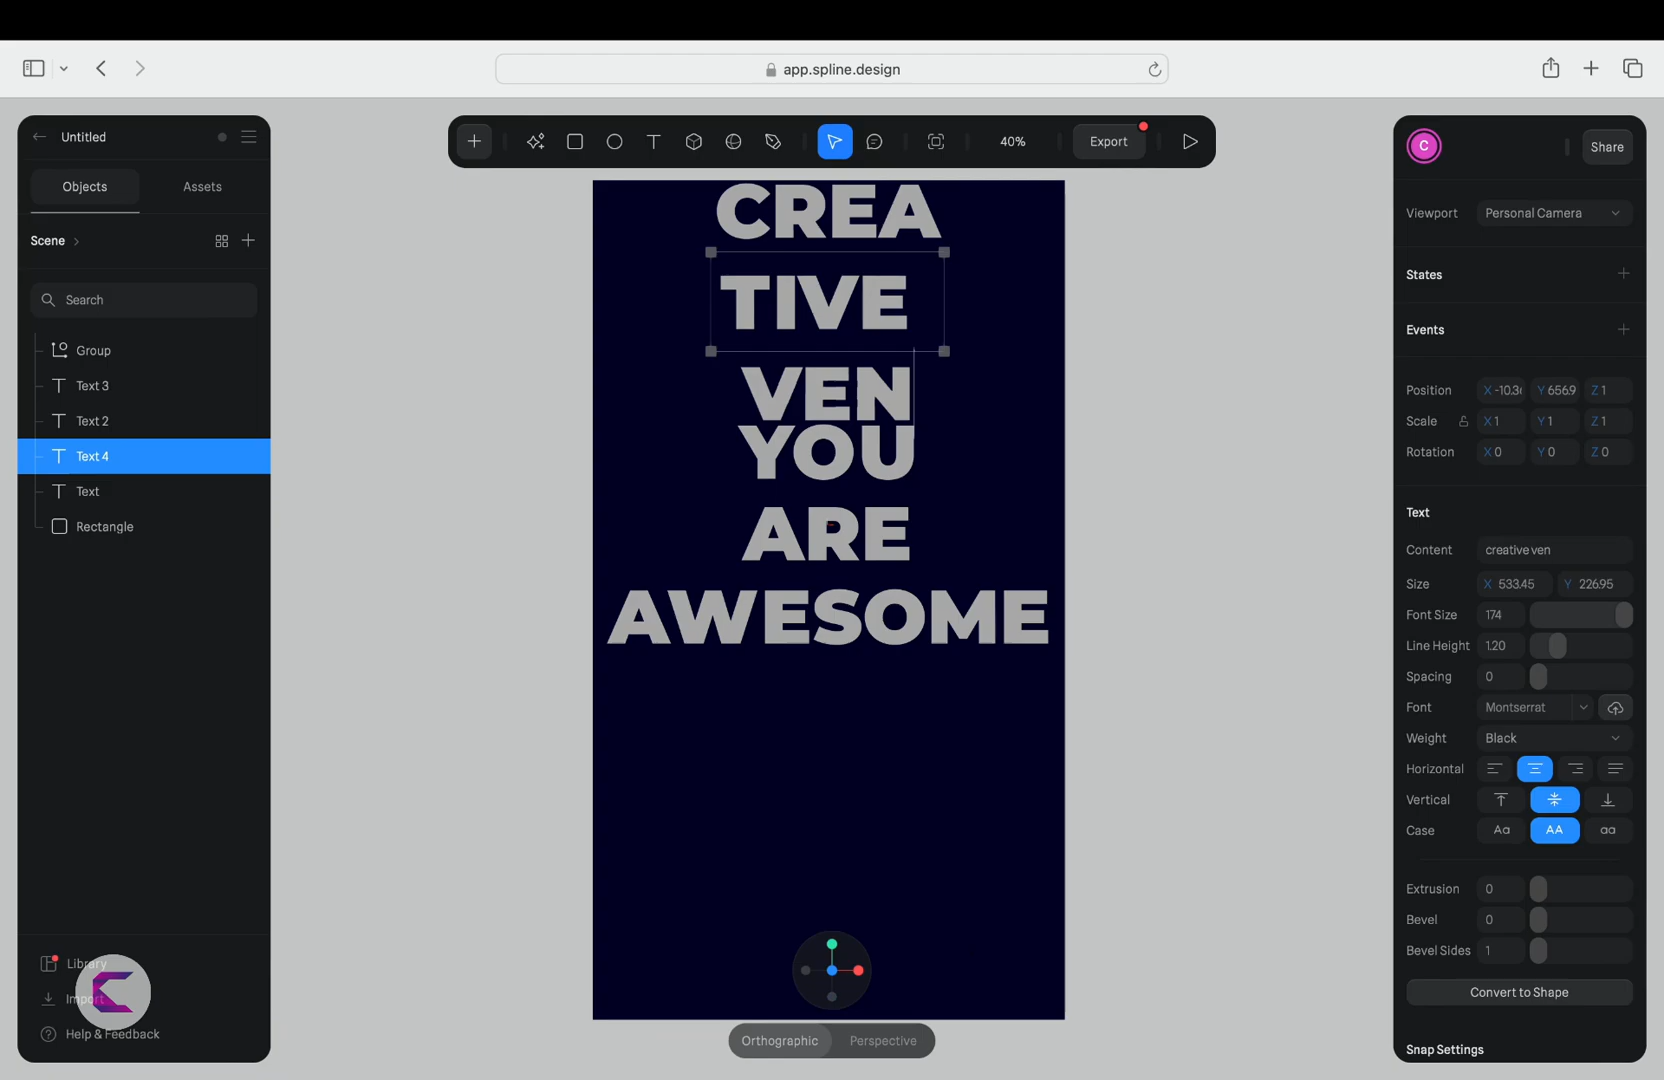 app.spline.design
Untitled
40%
Export
C
Share
Objects
Assets
Viewport
Personal Camera
Scene
States
Search
Events
Group
Text 3
Text 2
Text 4
Text
Rectangle
CREA
TIVE
VEN
YOU
ARE
AWESOME
Position X -10.3 Y 656.9 Z 1
Scale X 1 Y 1 Z 1
Rotation X 0 Y 0 Z 0
Text
Content creative ven
Size X 533.45 Y 226.95
Font Size 174
Line Height 1.20
Spacing 0
Font Montserrat
Weight Black
Horizontal
Vertical
Case Aa AA aa
Extrusion 0
Bevel 0
Bevel Sides 1
Convert to Shape
Snap Settings
Library
Import
Help & Feedback
Orthographic
Perspective